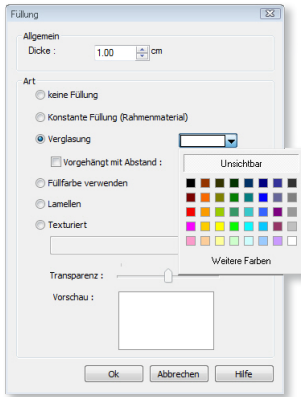 Füllung
Allgemein
Dicke :
1.00
cm
Art
keine Füllung
Konstante Füllung (Rahmenmaterial)
Verglasung
Unsichtbar
Vorgehängt mit Abstand :
Füllfarbe verwenden
Lamellen
Texturiert
Weitere Farben
Transparenz :
Vorschau :
Ok
Abbrechen
Hilfe